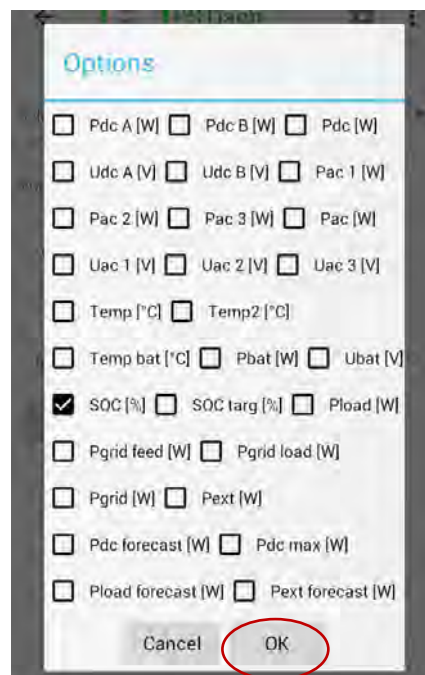 Options
Pdc A [W] Pdc B [W] Pdc [W]
Udc A [V] Udc B [V] Pac 1 [W]
Pac 2 [W] Pac 3 [W] Pac [W]
Uac 1 [V] Uac 2 [V] Uac 3 [V]
Temp [°C] Temp2 [°C]
Temp bat [°C] Pbat [W] Ubat [V]
SOC [%] SOC targ [%] Pload [W]
Pgrid feed [W] Pgrid load [W]
Pgrid [W] Pext [W]
Pdc forecast [W] Pdc max [W]
Pload forecast [W] Pext forecast [W]
Cancel OK